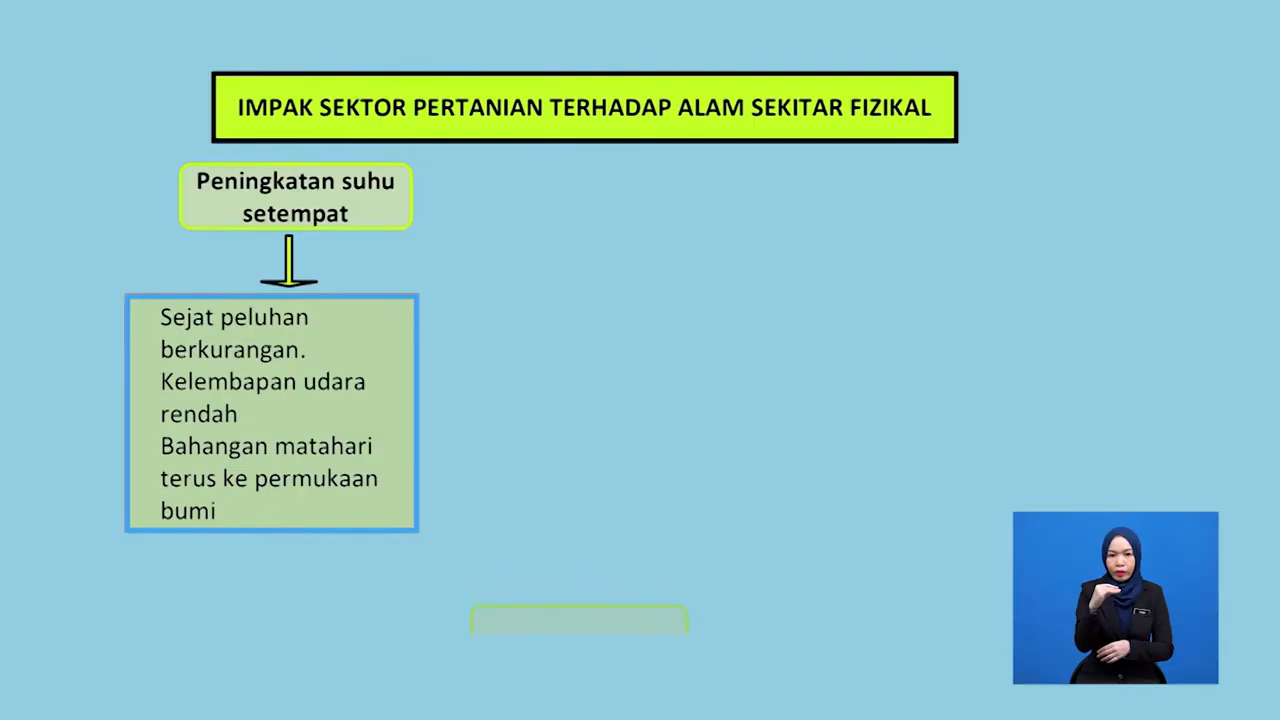 IMPAK SEKTOR PERTANIAN TERHADAP ALAM SEKITAR FIZIKAL
Peningkatan suhu
setempat
Sejat peluhan
berkurangan.
Kelembapan udara
rendah
Bahangan matahari
terus ke permukaan
bumi